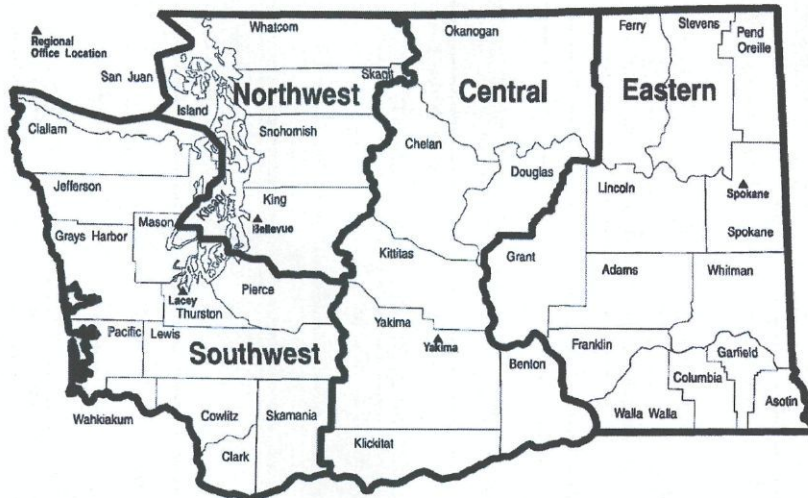 Regional
Office Location
San Juan
Whatcom
Skagit
Island
Northwest
Snohomish
King
Bellevue
Kitsap
Clallam
Jefferson
Mason
Grays Harbor
Lacey
Thurston
Pierce
Pacific
Lewis
Southwest
Wahkiakum
Cowlitz
Skamania
Clark
Okanogan
Central
Chelan
Douglas
Kittitas
Yakima
Yakima
Benton
Klickitat
Ferry
Stevens
Pend
Oreille
Eastern
Lincoln
Spokane
Spokane
Grant
Adams
Whitman
Franklin
Garfield
Columbia
Walla Walla
Asotin